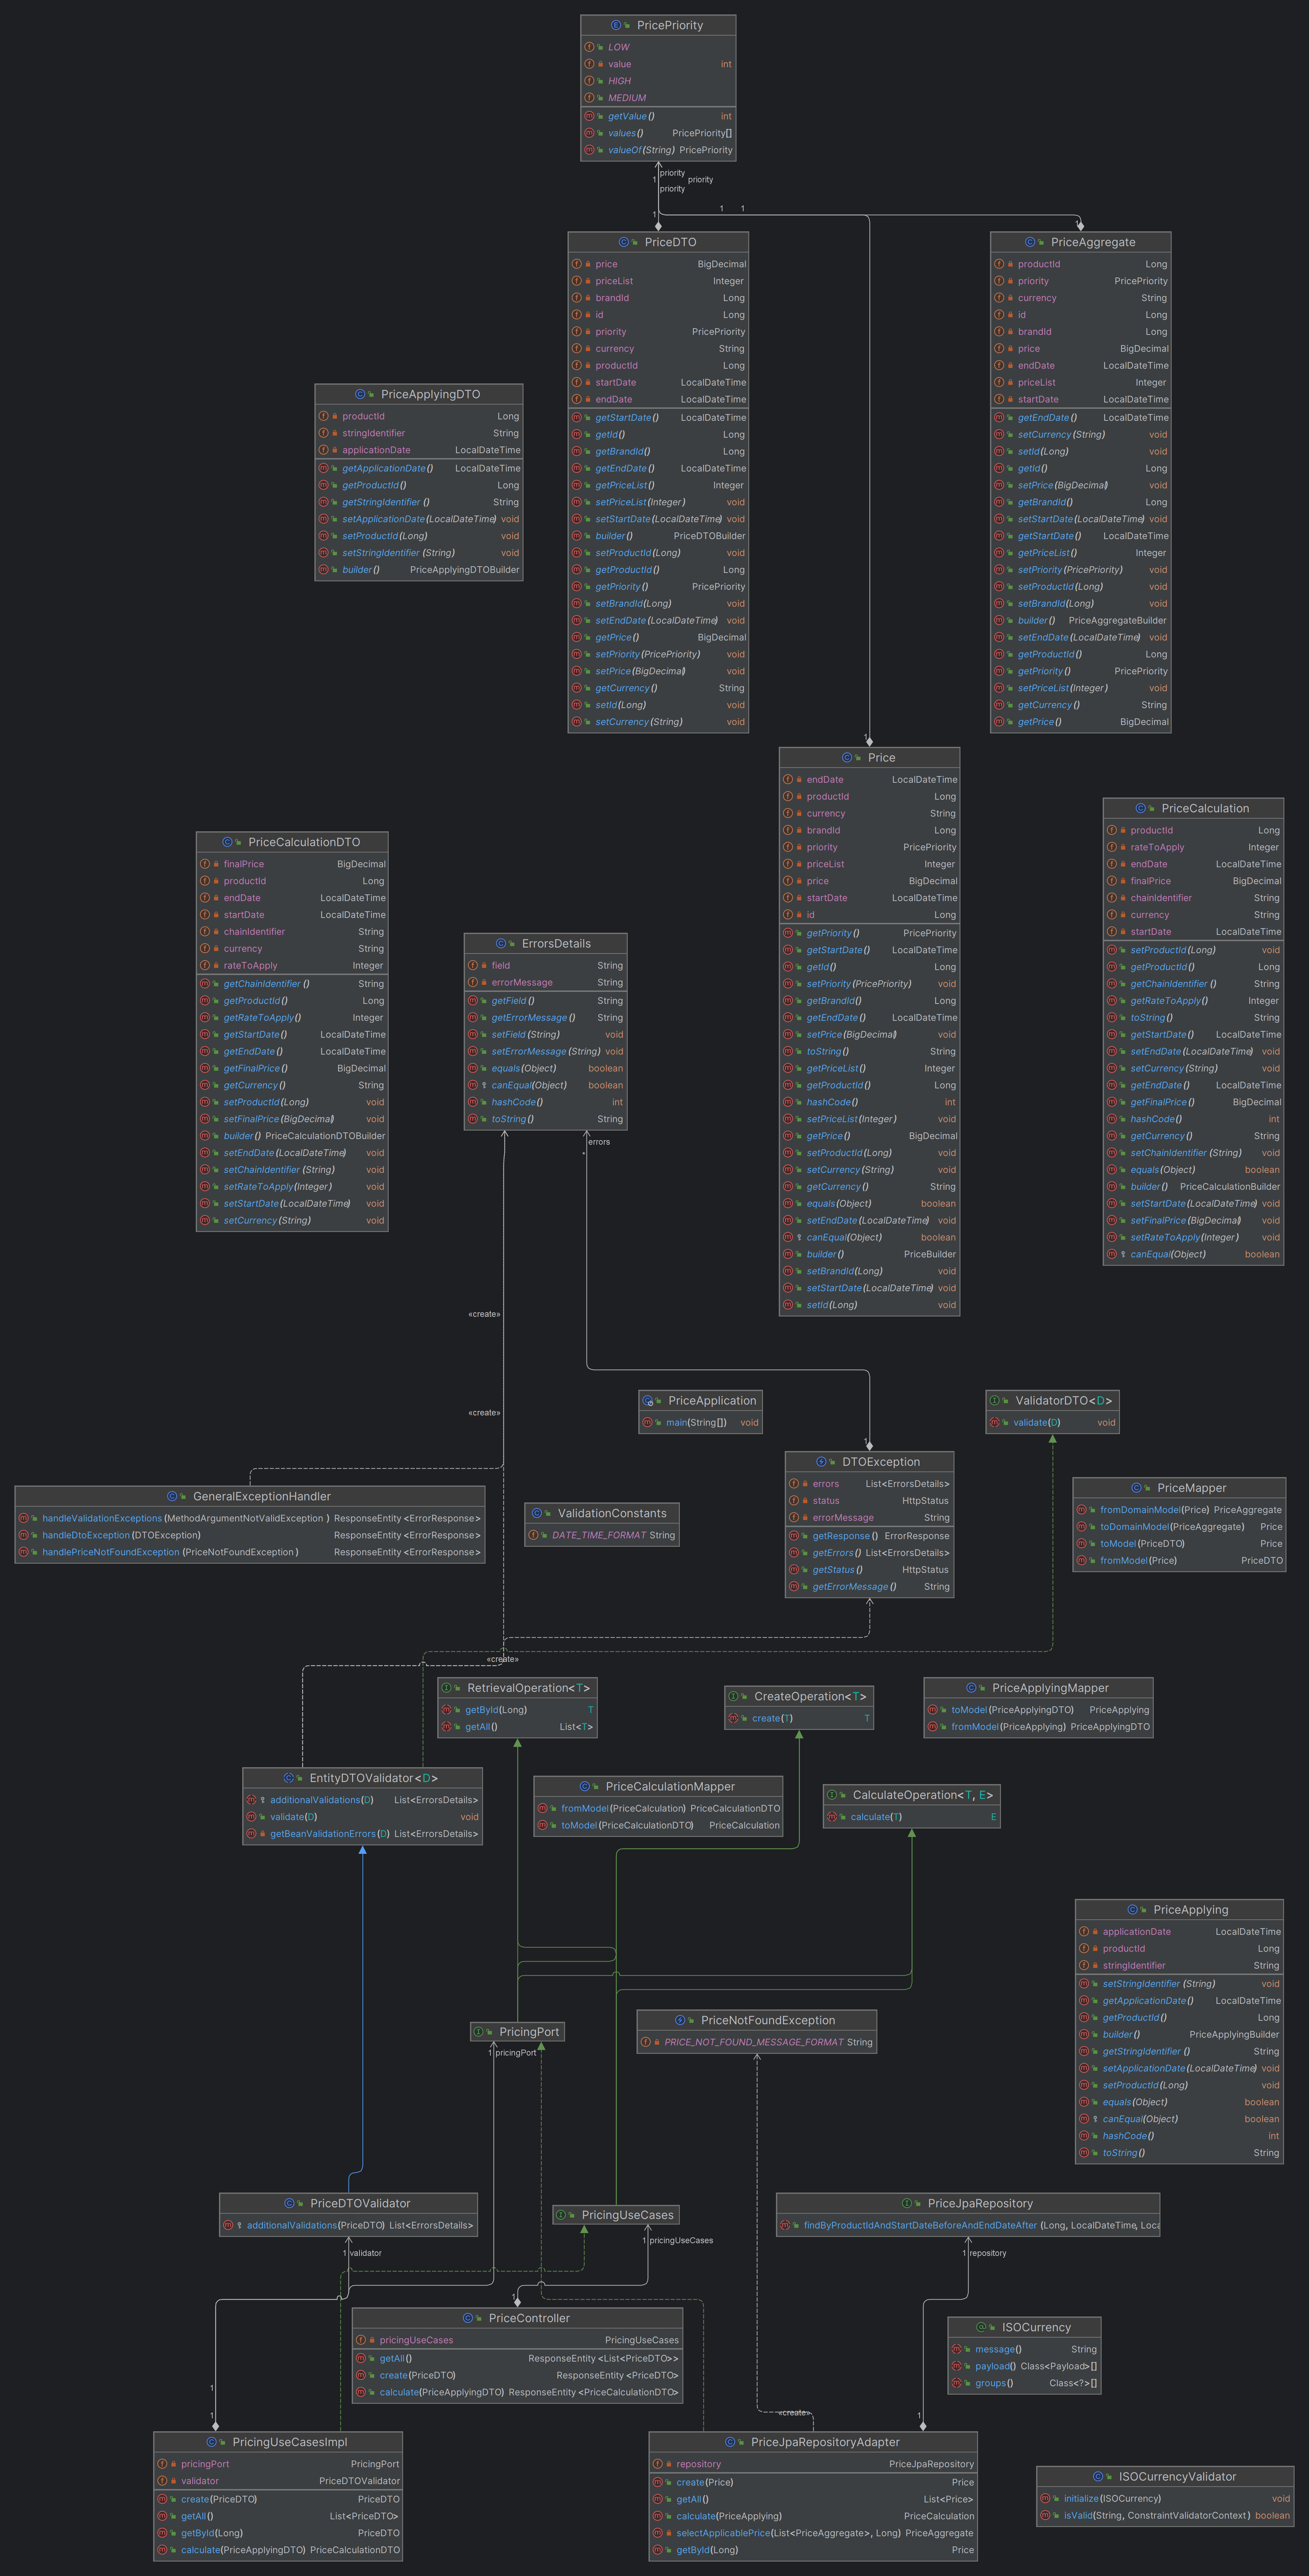 PricePriority
LOW
value int
HIGH
MEDIUM
getValue() int
values() PricePriority[]
valueOf(String) PricePriority
priority
1 priority
priority
1 1
1
1
PriceDTO
price BigDecimal
priceList Integer
brandId Long
id Long
priority PricePriority
currency String
productId Long
startDate LocalDateTime
endDate LocalDateTime
getStartDate() LocalDateTime
getId() Long
getBrandId() Long
getEndDate() LocalDateTime
getPriceList() Integer
setPriceList(Integer) void
setStartDate(LocalDateTime) void
builder() PriceDTOBuilder
setProductId(Long) void
getProductId() Long
getPriority() PricePriority
setBrandId(Long) void
setEndDate(LocalDateTime) void
getPrice() BigDecimal
setPriority(PricePriority) void
setPrice(BigDecimal) void
getCurrency() String
setId(Long) void
setCurrency(String) void
PriceAggregate
productId Long
priority PricePriority
currency String
id Long
brandId Long
price BigDecimal
endDate LocalDateTime
priceList Integer
startDate LocalDateTime
getEndDate() LocalDateTime
setCurrency(String) void
setId(Long) void
getId() Long
setPrice(BigDecimal) void
getBrandId() Long
setStartDate(LocalDateTime) void
getStartDate() LocalDateTime
getPriceList() Integer
setPriority(PricePriority) void
setProductId(Long) void
setBrandId(Long) void
builder() PriceAggregateBuilder
setEndDate(LocalDateTime) void
getProductId() Long
getPriority() PricePriority
setPriceList(Integer) void
getCurrency() String
getPrice() BigDecimal
PriceApplyingDTO
productId Long
stringIdentifier String
applicationDate LocalDateTime
getApplicationDate() LocalDateTime
getProductId() Long
getStringIdentifier () String
setApplicationDate(LocalDateTime) void
setProductId(Long) void
setStringIdentifier (String) void
builder() PriceApplyingDTOBuilder
1
Price
endDate LocalDateTime
productId Long
currency String
brandId Long
priority PricePriority
priceList Integer
price BigDecimal
startDate LocalDateTime
id Long
getPriority() PricePriority
getStartDate() LocalDateTime
getId() Long
setPriority(PricePriority) void
getBrandId() Long
getEndDate() LocalDateTime
setPrice(BigDecimal) void
toString() String
getPriceList() Integer
getProductId() Long
hashCode() int
setPriceList(Integer) void
getPrice() BigDecimal
setProductId(Long) void
setCurrency(String) void
getCurrency() String
equals(Object) boolean
setEndDate(LocalDateTime) void
canEqual(Object) boolean
builder() PriceBuilder
setBrandId(Long) void
setStartDate(LocalDateTime) void
setId(Long) void
PriceCalculation
productId Long
rateToApply Integer
endDate LocalDateTime
finalPrice BigDecimal
chainIdentifier String
currency String
startDate LocalDateTime
setProductId(Long) void
getProductId() Long
getChainIdentifier () String
getRateToApply() Integer
toString() String
getStartDate() LocalDateTime
setEndDate(LocalDateTime) void
setCurrency(String) void
getEndDate() LocalDateTime
getFinalPrice() BigDecimal
hashCode() int
getCurrency() String
setChainIdentifier (String) void
equals(Object) boolean
builder() PriceCalculationBuilder
setStartDate(LocalDateTime) void
setFinalPrice(BigDecimal) void
setRateToApply(Integer) void
canEqual(Object) boolean
PriceCalculationDTO
finalPrice BigDecimal
productId Long
endDate LocalDateTime
startDate LocalDateTime
chainIdentifier String
currency String
rateToApply Integer
getChainIdentifier () String
getProductId() Long
getRateToApply() Integer
getStartDate() LocalDateTime
getEndDate() LocalDateTime
getFinalPrice() BigDecimal
getCurrency() String
setProductId(Long) void
setFinalPrice(BigDecimal) void
builder() PriceCalculationDTOBuilder
setEndDate(LocalDateTime) void
setChainIdentifier (String) void
setRateToApply(Integer) void
setStartDate(LocalDateTime) void
setCurrency(String) void
ErrorsDetails
field String
errorMessage String
getField() String
getErrorMessage() String
setField(String) void
setErrorMessage(String) void
equals(Object) boolean
canEqual(Object) boolean
hashCode() int
toString() String
errors
*
«create»
«create»
PriceApplication
main(String[]) void
ValidatorDTO<D>
validate(D) void
1
DTOException
errors List<ErrorsDetails>
status HttpStatus
errorMessage String
getResponse() ErrorResponse
getErrors() List<ErrorsDetails>
getStatus() HttpStatus
getErrorMessage() String
GeneralExceptionHandler
handleValidationExceptions(MethodArgumentNotValidException ) ResponseEntity <ErrorResponse>
handleDtoException(DTOException) ResponseEntity <ErrorResponse>
handlePriceNotFoundException (PriceNotFoundException ) ResponseEntity <ErrorResponse>
ValidationConstants
DATE_TIME_FORMAT String
PriceMapper
fromDomainModel(Price) PriceAggregate
toDomainModel(PriceAggregate) Price
toModel(PriceDTO) Price
fromModel(Price) PriceDTO
«create»
RetrievalOperation<T>
getById(Long) T
getAll() List<T>
CreateOperation<T>
create(T) T
PriceApplyingMapper
toModel(PriceApplyingDTO) PriceApplying
fromModel(PriceApplying) PriceApplyingDTO
EntityDTOValidator<D>
additionalValidations(D) List<ErrorsDetails>
validate(D) void
getBeanValidationErrors(D) List<ErrorsDetails>
PriceCalculationMapper
fromModel(PriceCalculation) PriceCalculationDTO
toModel(PriceCalculationDTO) PriceCalculation
CalculateOperation<T, E>
calculate(T) E
PriceApplying
applicationDate LocalDateTime
productId Long
stringIdentifier String
setStringIdentifier (String) void
getApplicationDate() LocalDateTime
getProductId() Long
builder() PriceApplyingBuilder
getStringIdentifier () String
setApplicationDate(LocalDateTime) void
setProductId(Long) void
equals(Object) boolean
canEqual(Object) boolean
hashCode() int
toString() String
PricingPort
1 pricingPort
PriceNotFoundException
PRICE_NOT_FOUND_MESSAGE_FORMAT String
PriceDTOValidator
additionalValidations(PriceDTO) List<ErrorsDetails>
1 validator
PricingUseCases
1 pricingUseCases
PriceJpaRepository
findByProductIdAndStartDateBeforeAndEndDateAfter (Long, LocalDateTime, Loca
1 repository
1
PriceController
pricingUseCases PricingUseCases
getAll() ResponseEntity <List<PriceDTO>>
create(PriceDTO) ResponseEntity <PriceDTO>
calculate(PriceApplyingDTO) ResponseEntity <PriceCalculationDTO>
ISOCurrency
message() String
payload() Class<Payload>[]
groups() Class<?>[]
1
1
«create»
1
PricingUseCasesImpl
pricingPort PricingPort
validator PriceDTOValidator
create(PriceDTO) PriceDTO
getAll() List<PriceDTO>
getById(Long) PriceDTO
calculate(PriceApplyingDTO) PriceCalculationDTO
PriceJpaRepositoryAdapter
repository PriceJpaRepository
create(Price) Price
getAll() List<Price>
calculate(PriceApplying) PriceCalculation
selectApplicablePrice(List<PriceAggregate>, Long) PriceAggregate
getById(Long) Price
ISOCurrencyValidator
initialize(ISOCurrency) void
isValid(String, ConstraintValidatorContext ) boolean